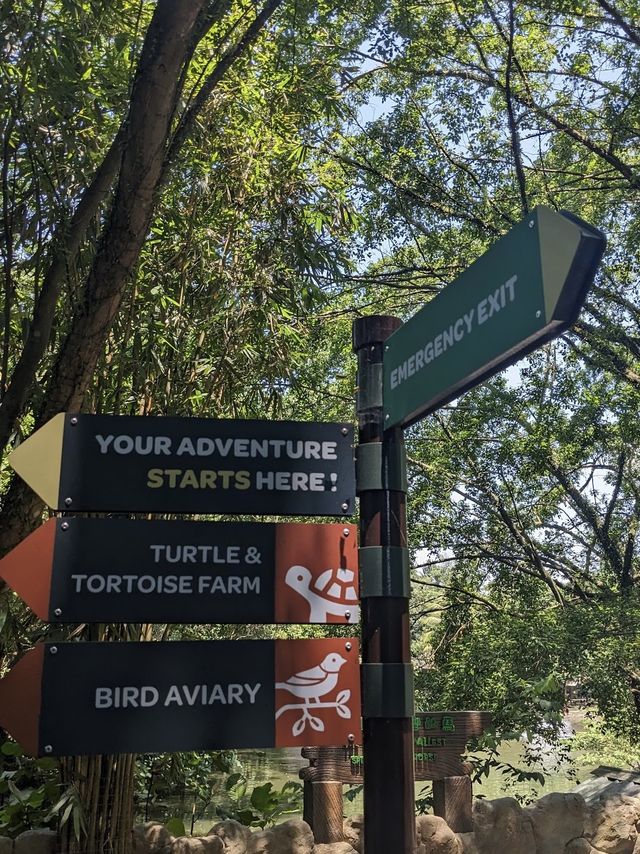 EMERGENCY EXIT
YOUR ADVENTURE
STARTS HERE!
TURTLE &
TORTOISE FARM
BIRD AVIARY